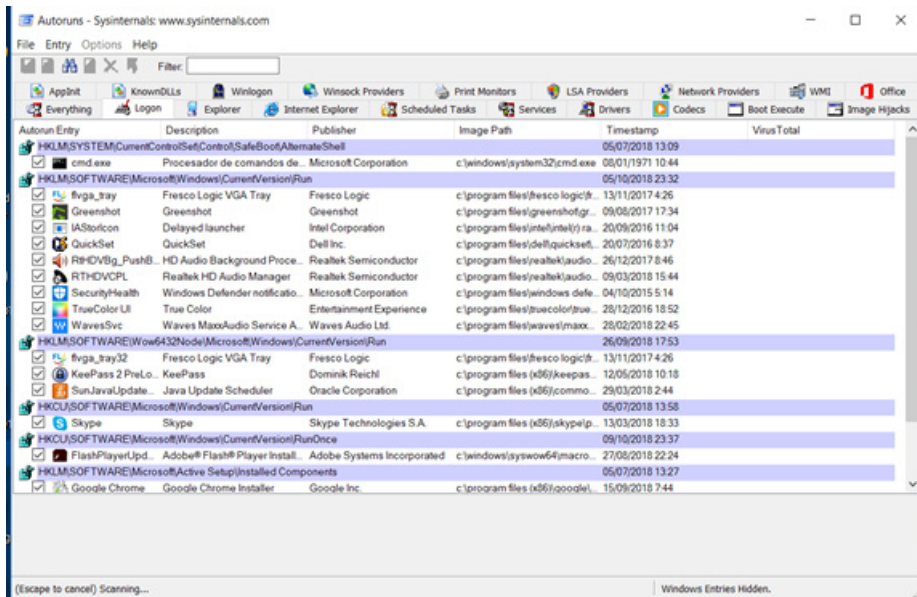 Autoruns - Sysinternals: www.sysinternals.com
File Entry Options Help
Filter:
AppInit KnownDLLs Winlogon Winsock Providers Print Monitors LSA Providers Network Providers WMI Office
Everything Logon Explorer Internet Explorer Scheduled Tasks Services Drivers Codecs Boot Execute Image Hijacks
Autorun Entry Description Publisher Image Path Timestamp VirusTotal
HKLM\SYSTEM\CurrentControlSet\Control\SafeBoot\AlternateShell 05/07/2018 13:09
cmd.exe Procesador de comandos de... Microsoft Corporation c:\windows\system32\cmd.exe 08/01/1971 10:44
HKLM\SOFTWARE\Microsoft\Windows\CurrentVersion\Run 05/10/2018 23:32
flvga_tray Fresco Logic VGA Tray Fresco Logic c:\program files\fresco logic\fr... 13/11/2017 4:26
Greenshot Greenshot Greenshot c:\program files\greenshot\gr... 09/08/2017 17:34
IAStorIcon Delayed launcher Intel Corporation c:\program files\intel\intel(r) ra... 20/09/2016 11:04
QuickSet QuickSet Dell Inc. c:\program files\dell\quickset\... 20/07/2016 8:37
RtHDVBg_PushB... HD Audio Background Proce... Realtek Semiconductor c:\program files\realtek\audio... 26/12/2017 8:46
RTHDVCPL Realtek HD Audio Manager Realtek Semiconductor c:\program files\realtek\audio... 09/03/2018 15:44
SecurityHealth Windows Defender notificatio... Microsoft Corporation c:\program files\windows defe... 04/10/2015 5:14
TrueColor UI True Color Entertainment Experience c:\program files\truecolor\true... 28/12/2016 18:52
WavesSvc Waves MaxxAudio Service A... Waves Audio Ltd. c:\program files\waves\maxx... 28/02/2018 22:45
HKLM\SOFTWARE\Wow6432Node\Microsoft\Windows\CurrentVersion\Run 26/09/2018 17:53
flvga_tray32 Fresco Logic VGA Tray Fresco Logic c:\program files\fresco logic\fr... 13/11/2017 4:26
KeePass 2 PreLo... KeePass Dominik Reichl c:\program files (x86)\keepas... 12/05/2018 10:18
SunJavaUpdate... Java Update Scheduler Oracle Corporation c:\program files (x86)\commo... 29/03/2018 2:44
HKCU\SOFTWARE\Microsoft\Windows\CurrentVersion\Run 05/07/2018 13:58
Skype Skype Skype Technologies S.A. c:\program files (x86)\skype\p... 13/03/2018 18:33
HKCU\SOFTWARE\Microsoft\Windows\CurrentVersion\RunOnce 09/10/2018 23:37
FlashPlayerUpd... Adobe® Flash® Player Install... Adobe Systems Incorporated c:\windows\syswow64\macro... 27/08/2018 22:24
HKLM\SOFTWARE\Microsoft\Active Setup\Installed Components 05/07/2018 13:27
Google Chrome Google Chrome Installer Google Inc. c:\program files (x86)\google\... 15/09/2018 7:44
(Escape to cancel) Scanning... Windows Entries Hidden.